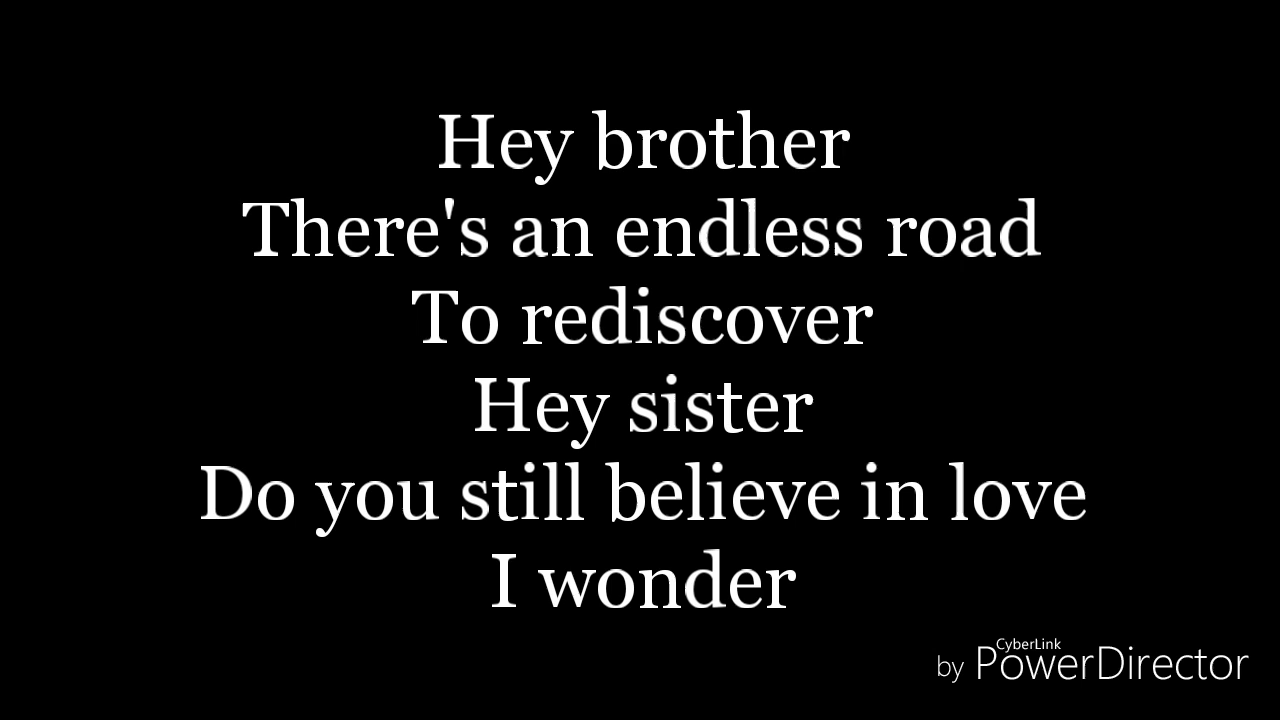 Hey brother
There's an endless road
To rediscover
Hey sister
Do you still believe in love
I wonder
by CyberLink PowerDirector